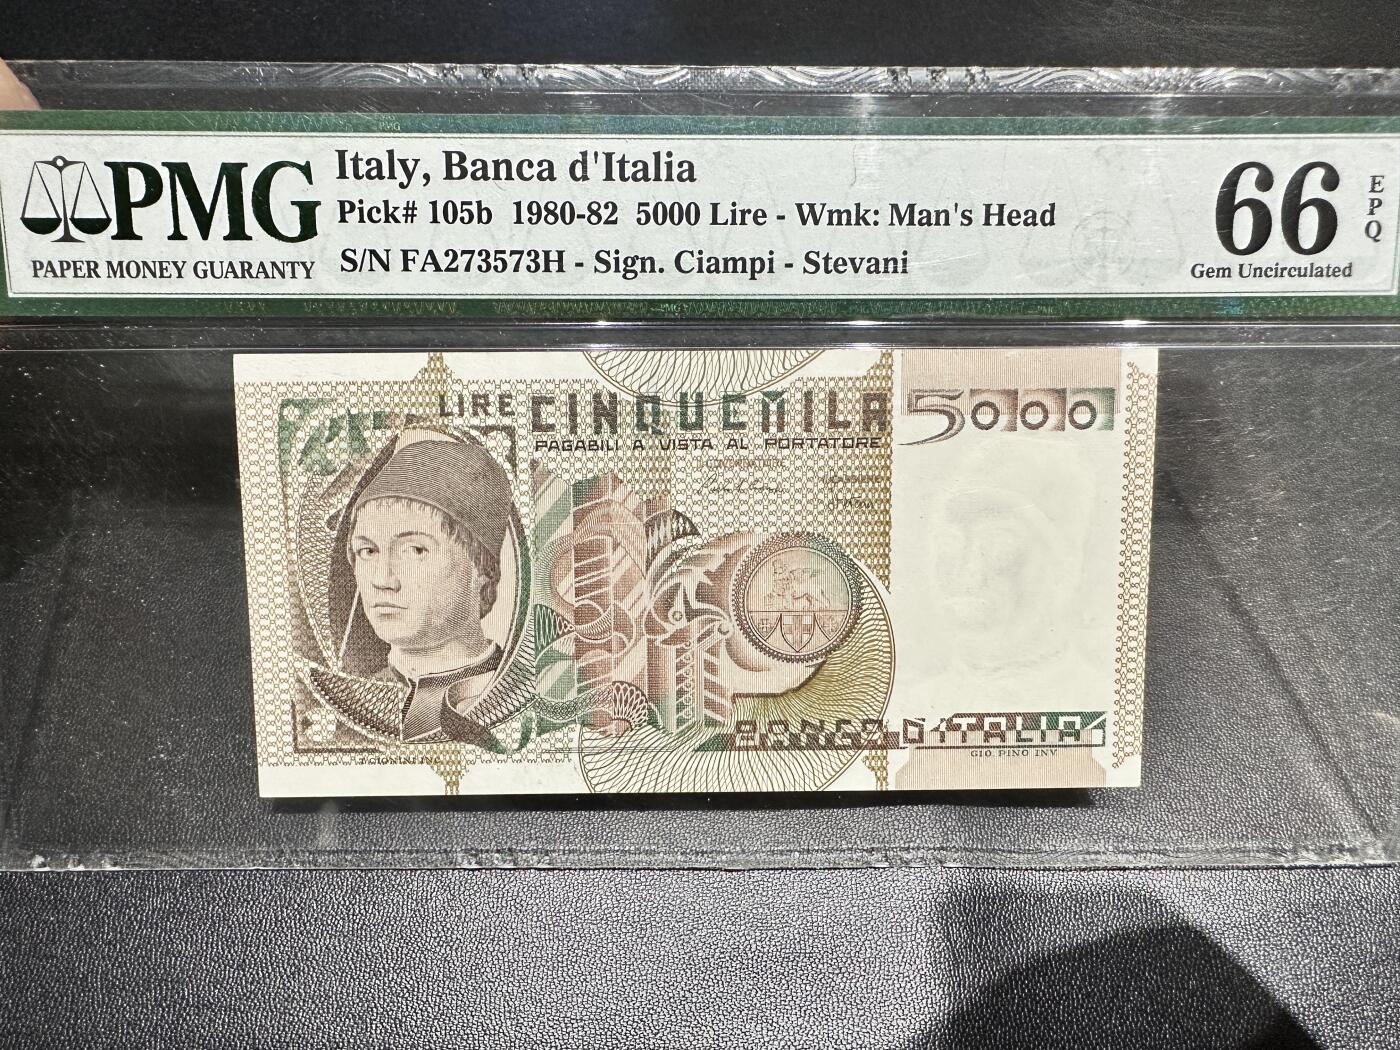 PMG
PAPER MONEY GUARANTY
Italy, Banca d'Italia
Pick# 105b 1980-82 5000 Lire - Wmk: Man's Head
S/N FA273573H - Sign. Ciampi - Stevani
66
EPQ
Gem Uncirculated
LIRE CINQUEMILA
5000
PAGABILI A VISTA AL PORTATORE
BANCA D'ITALIA
GIO. PINO INV.